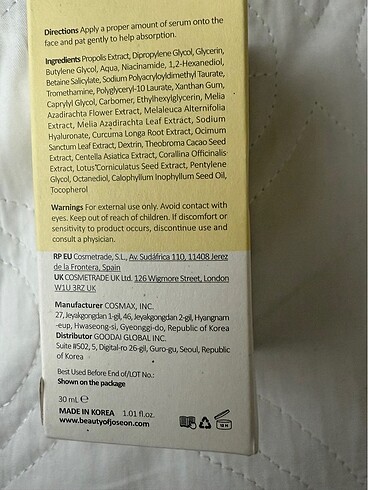 Directions Apply a proper amount of serum onto the
face and pat gently to help absorption.
Ingredients Propolis Extract, Dipropylene Glycol, Glycerin,
Butylene Glycol, Aqua, Niacinamide, 1,2-Hexanediol,
Betaine Salicylate, Sodium Polyacryloyldimethyl Taurate,
Tromethamine, Polyglyceryl-10 Laurate, Xanthan Gum,
Caprylyl Glycol, Carbomer, Ethylhexylglycerin, Melia
Azadirachta Flower Extract, Melaleuca Alternifolia
Extract, Melia Azadirachta Leaf Extract, Sodium
Hyaluronate, Curcuma Longa Root Extract, Ocimum
Sanctum Leaf Extract, Dextrin, Theobroma Cacao Seed
Extract, Centella Asiatica Extract, Corallina Officinalis
Extract, Lotus Corniculatus Seed Extract, Pentylene
Glycol, Octanediol, Calophyllum Inophyllum Seed Oil,
Tocopherol
Warnings For external use only. Avoid contact with
eyes. Keep out of reach of children. If discomfort or
sensitivity to product occurs, discontinue use and
consult a physician.
RP EU Cosmetrade, S.L., Av. Sudáfrica 110, 11408 Jerez
de la Frontera, Spain
UK COSMETRADE UK Ltd. 126 Wigmore Street, London
W1U 3RZ UK
Manufacturer COSMAX, INC.
27, Jeyakgongdan 1-gil, 46, Jeyakgongdan 2-gil, Hyangnam
-eup, Hwaseong-si, Gyeonggi-do, Republic of Korea
Distributor GOODAI GLOBAL INC.
Suite #502, 5, Digital-ro 26-gil, Guro-gu, Seoul, Republic
of Korea
Best Used Before End of/LOT No.:
Shown on the package
30 mL ℮
MADE IN KOREA 1.01 fl.oz.
www.beautyofjoseon.com